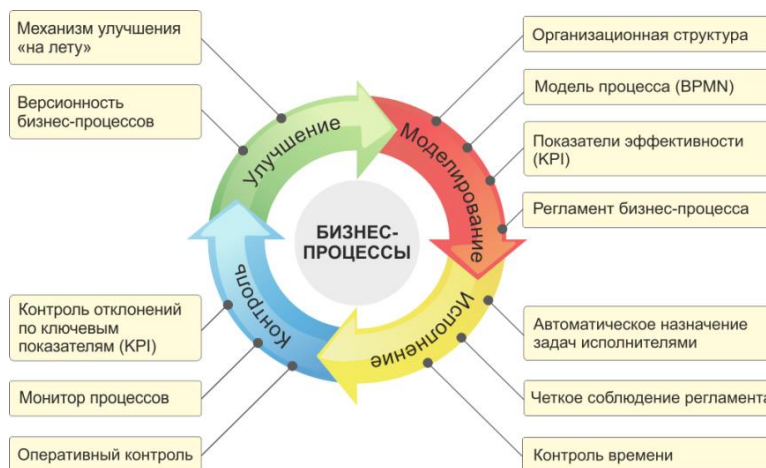 Механизм улучшения
«на лету»
Версионность
бизнес-процессов
Организационная структура
Модель процесса (BPMN)
Показатели эффективности
(KPI)
Регламент бизнес-процесса
Улучшение
Моделирование
БИЗНЕС-
ПРОЦЕССЫ
Контроль
Исполнение
Контроль отклонений
по ключевым
показателям (KPI)
Монитор процессов
Оперативный контроль
Автоматическое назначение
задач исполнителями
Четкое соблюдение регламента
Контроль времени